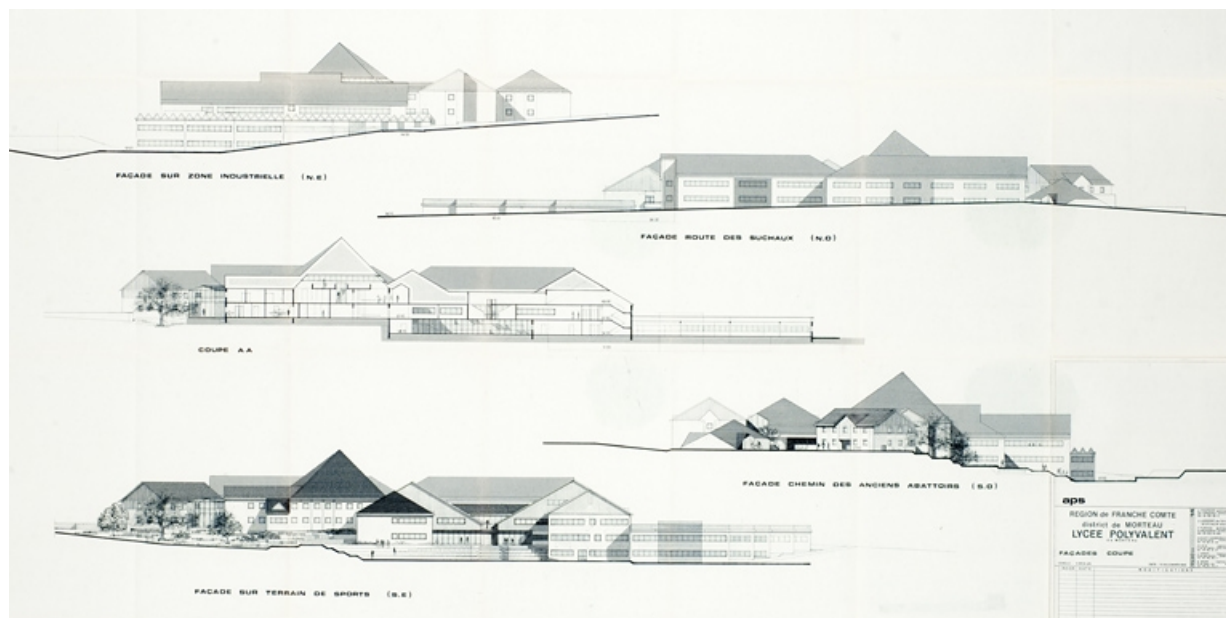 FAÇADE SUR ZONE INDUSTRIELLE (N.E)
FAÇADE ROUTE DES SUCHAUX (N.O)
COUPE A.A
FAÇADE CHEMIN DES ANCIENS ABATTOIRS (S.O)
FAÇADE SUR TERRAIN DE SPORTS (S.E)
aps
REGION de FRANCHE COMTE
district de MORTEAU
LYCEE POLYVALENT
FAÇADES COUPE
MODIFICATIONS